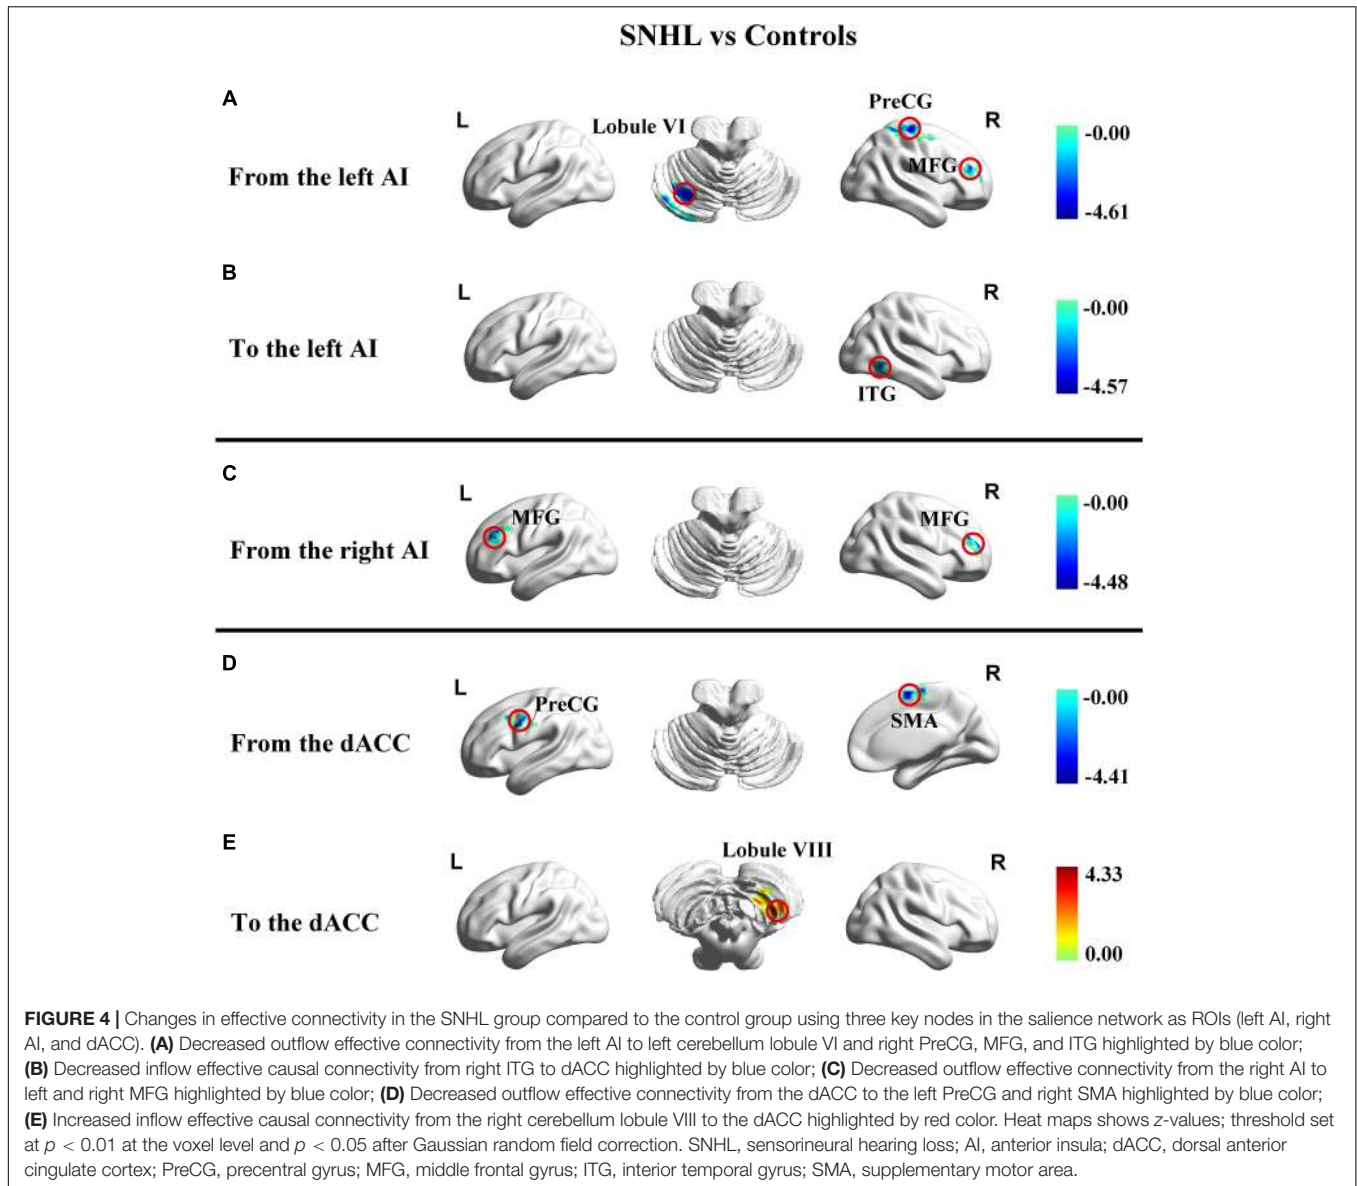 SNHL vs Controls
A
From the left AI
L
Lobule VI
PreCG
MFG
R
-0.00
-4.61
B
To the left AI
L
ITG
R
-0.00
-4.57
C
From the right AI
L
MFG
MFG
R
-0.00
-4.48
D
From the dACC
L
PreCG
SMA
R
-0.00
-4.41
E
To the dACC
L
Lobule VIII
R
4.33
0.00
FIGURE 4 | Changes in effective connectivity in the SNHL group compared to the control group using three key nodes in the salience network as ROIs (left AI, right
AI, and dACC). (A) Decreased outflow effective connectivity from the left AI to left cerebellum lobule VI and right PreCG, MFG, and ITG highlighted by blue color;
(B) Decreased inflow effective causal connectivity from right ITG to dACC highlighted by blue color; (C) Decreased outflow effective connectivity from the right AI to
left and right MFG highlighted by blue color; (D) Decreased outflow effective connectivity from the dACC to the left PreCG and right SMA highlighted by blue color;
(E) Increased inflow effective causal connectivity from the right cerebellum lobule VIII to the dACC highlighted by red color. Heat maps shows z-values; threshold set
at p < 0.01 at the voxel level and p < 0.05 after Gaussian random field correction. SNHL, sensorineural hearing loss; AI, anterior insula; dACC, dorsal anterior
cingulate cortex; PreCG, precentral gyrus; MFG, middle frontal gyrus; ITG, interior temporal gyrus; SMA, supplementary motor area.